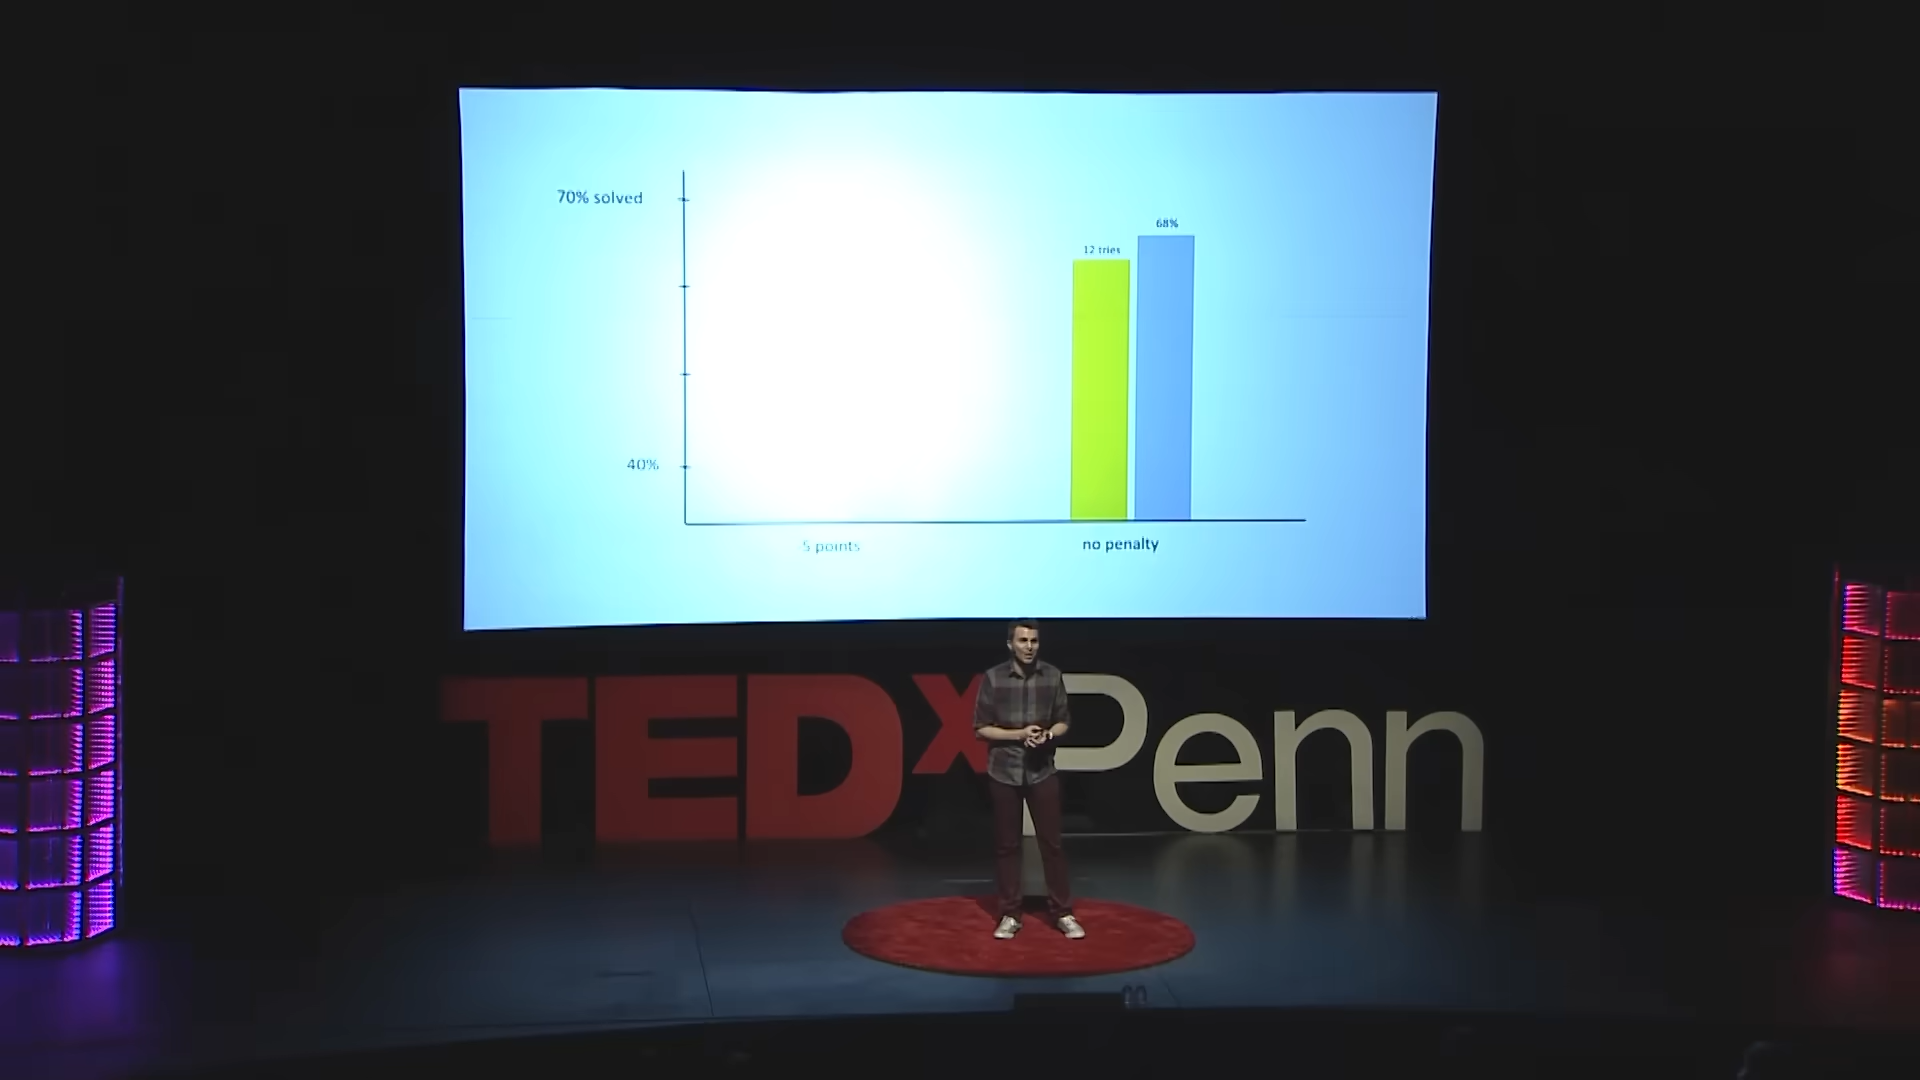 70% solved
68%
12 tries
40%
5 points
no penalty
TEDxPenn